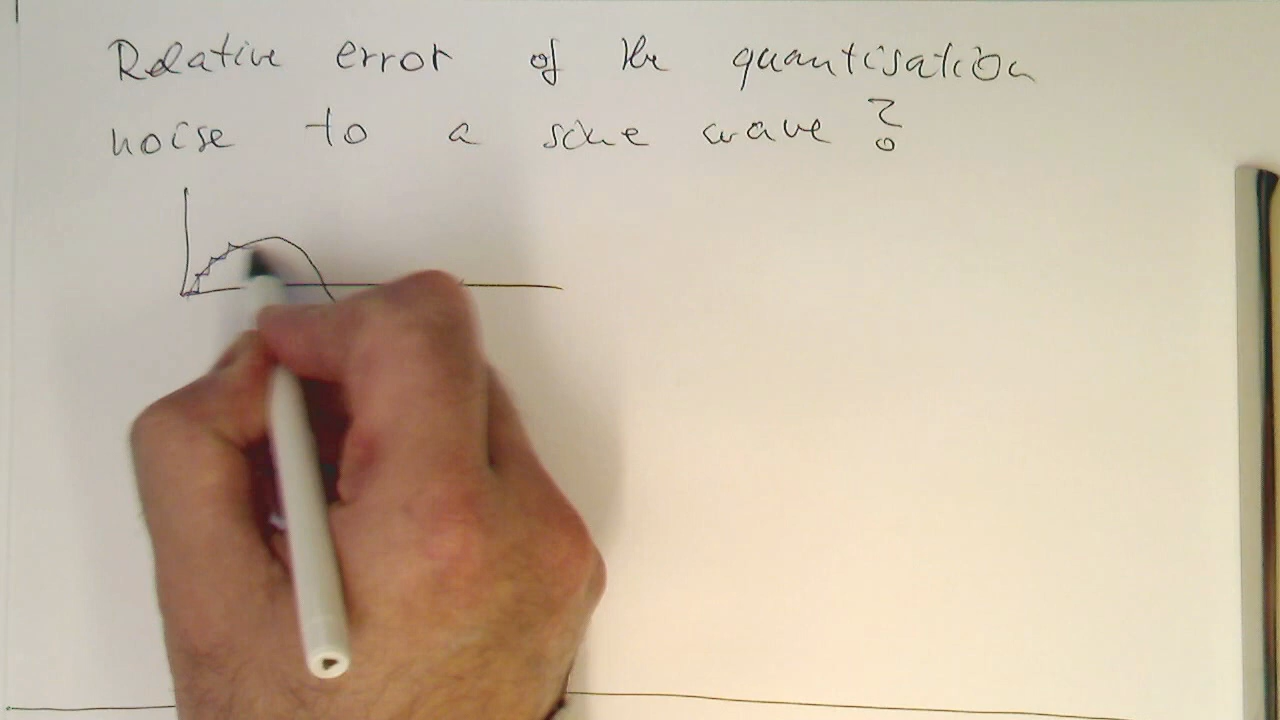 Relative error of the quantisation
noise to a sine wave ?